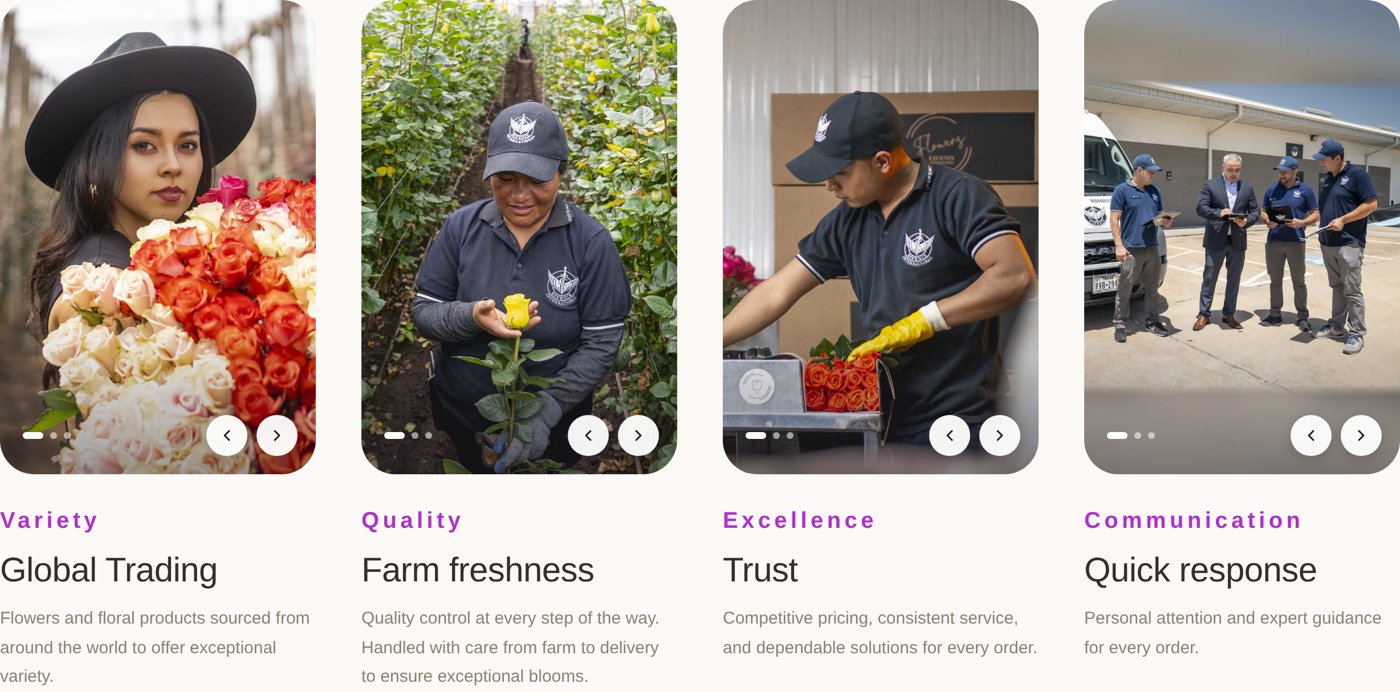 Flowers
Variety
Global Trading
Flowers and floral products sourced from
around the world to offer exceptional
variety.
Quality
Farm freshness
Quality control at every step of the way.
Handled with care from farm to delivery
to ensure exceptional blooms.
Excellence
Trust
Competitive pricing, consistent service,
and dependable solutions for every order.
Communication
Quick response
Personal attention and expert guidance
for every order.